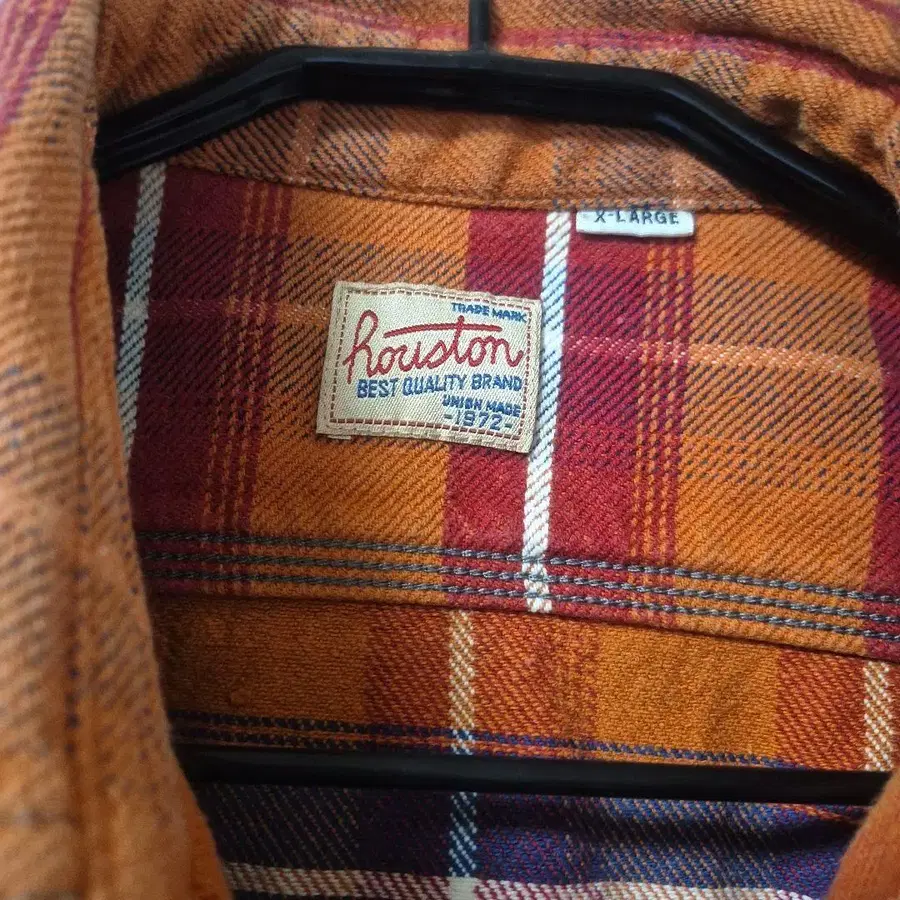 X-LARGE
TRADE MARK
houston
BEST QUALITY BRAND
UNION MADE
-1972-